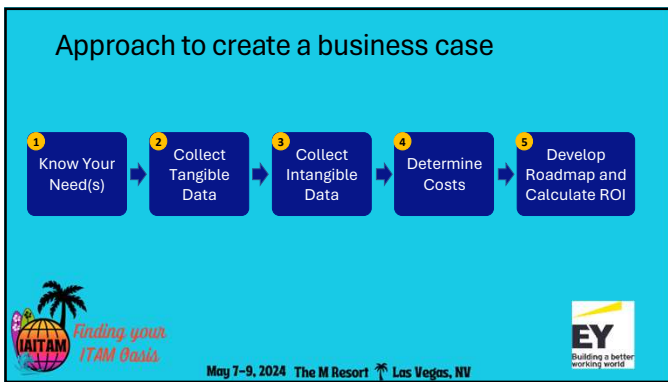 Approach to create a business case
1
Know Your
Need(s)
2
Collect
Tangible
Data
3
Collect
Intangible
Data
4
Determine
Costs
5
Develop
Roadmap and
Calculate ROI
IAITAM
Finding your
ITAM Oasis
May 7-9, 2024 The M Resort Las Vegas, NV
EY
Building a better
working world